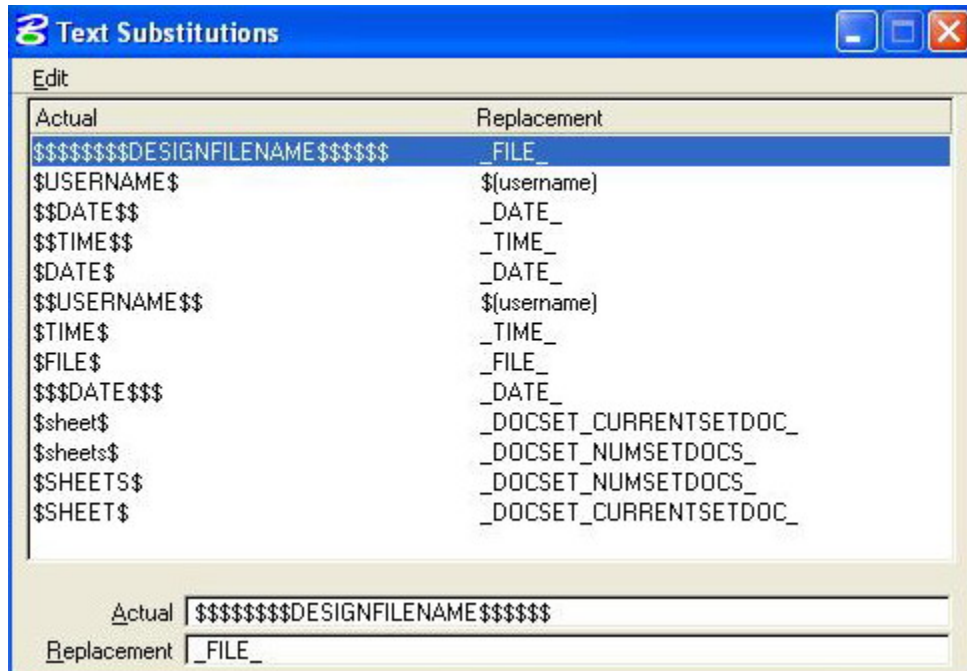 Text Substitutions
Edit
Actual Replacement
$$$$$$$$DESIGNFILENAME$$$$$$ _FILE_
$USERNAME$ $(username)
$$DATE$$ _DATE_
$$TIME$$ _TIME_
$DATE$ _DATE_
$$USERNAME$$ $(username)
$TIME$ _TIME_
$FILE$ _FILE_
$$$DATE$$$ _DATE_
$sheet$ _DOCSET_CURRENTSETDOC_
$sheets$ _DOCSET_NUMSETDOCS_
$SHEETS$ _DOCSET_NUMSETDOCS_
$SHEET$ _DOCSET_CURRENTSETDOC_
Actual $$$$$$$$DESIGNFILENAME$$$$$$
Replacement _FILE_